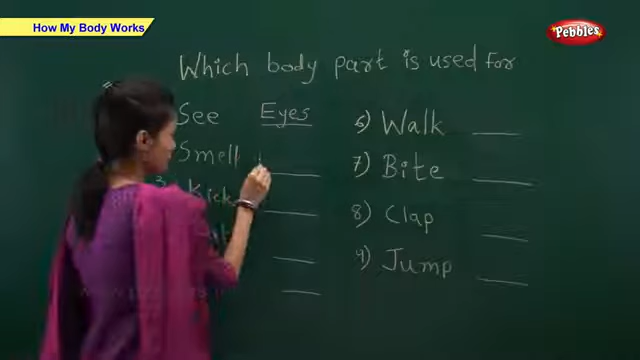 How My Body Works
Pebbles
Which body part is used for
See Eyes
Smell
Kick
6) Walk
7) Bite
8) Clap
9) Jump